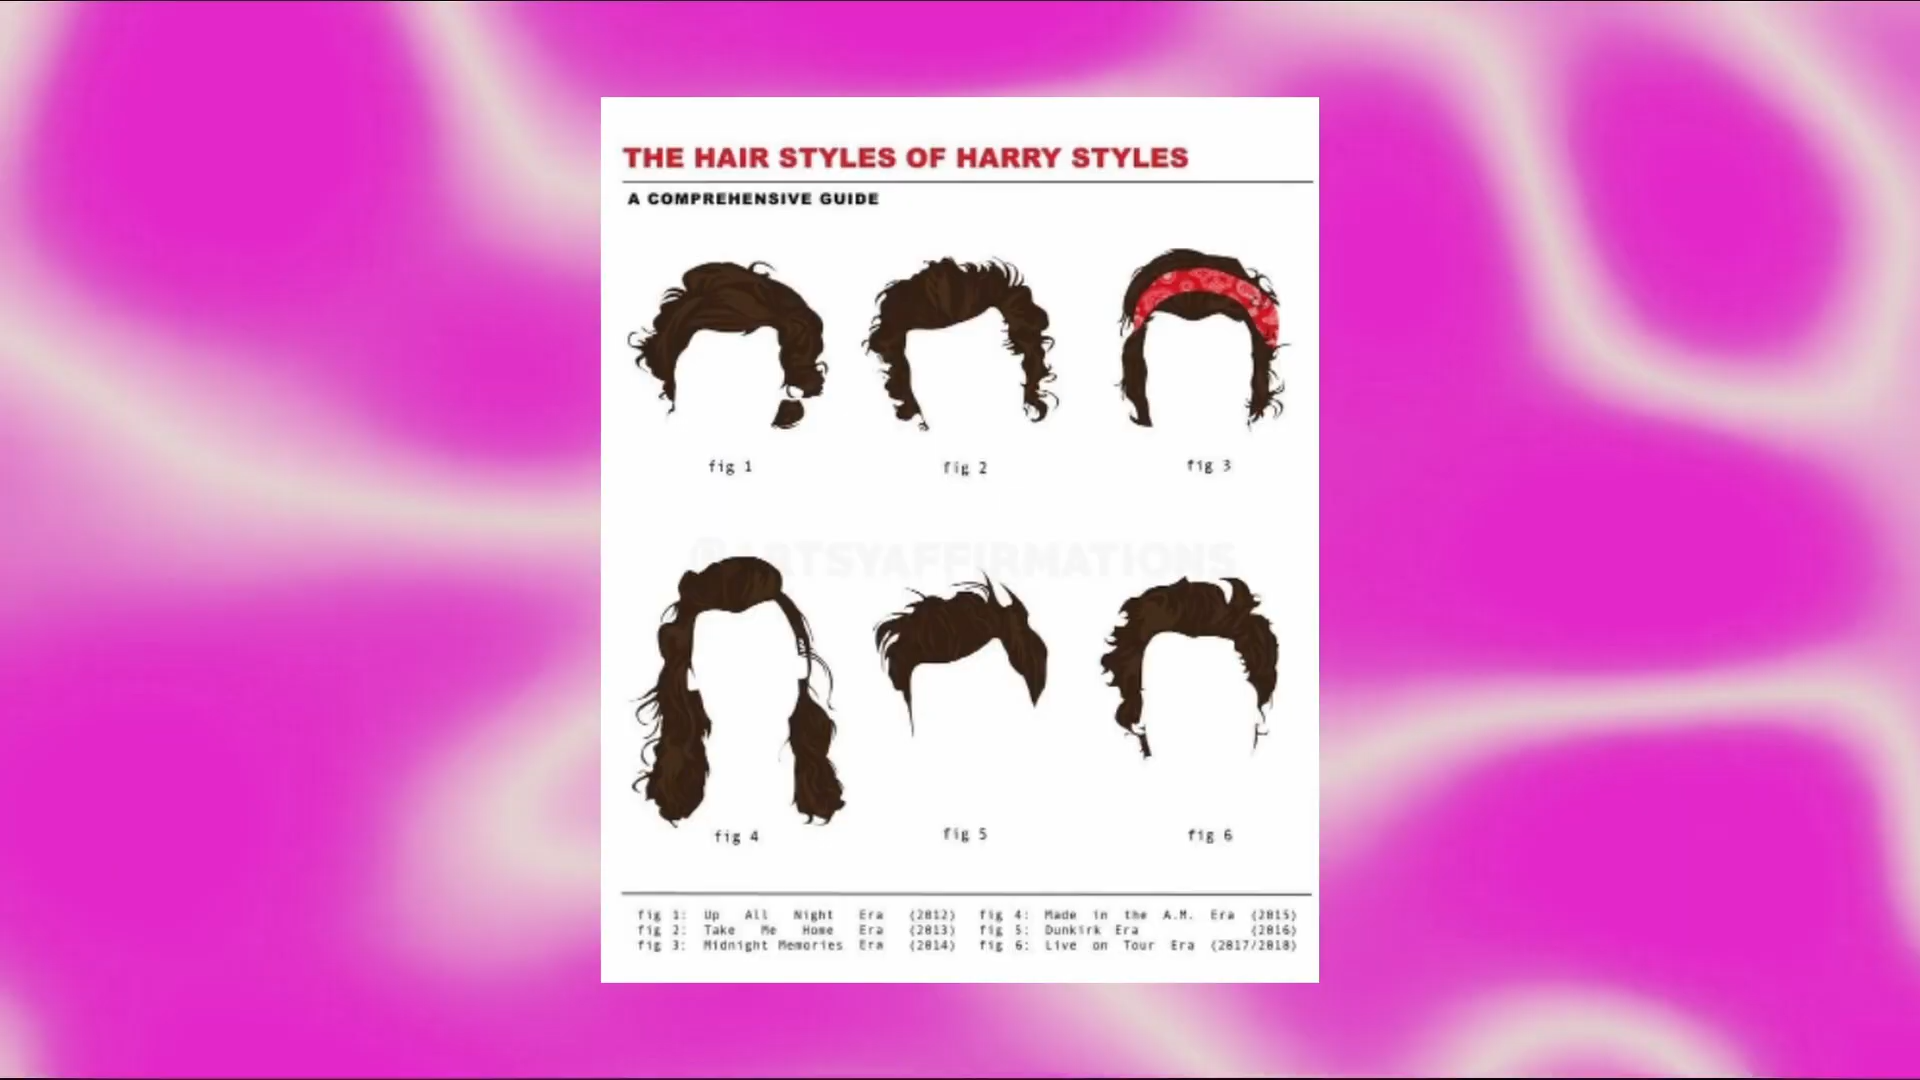 THE HAIR STYLES OF HARRY STYLES
A COMPREHENSIVE GUIDE
fig 1
fig 2
fig 3
@ARTSYAFFIRMATIONS
fig 4
fig 5
fig 6
fig 1: Up All Night Era (2012)
fig 2: Take Me Home Era (2013)
fig 3: Midnight Memories Era (2014)
fig 4: Made in the A.M. Era (2015)
fig 5: Dunkirk Era (2016)
fig 6: Live on Tour Era (2017/2018)